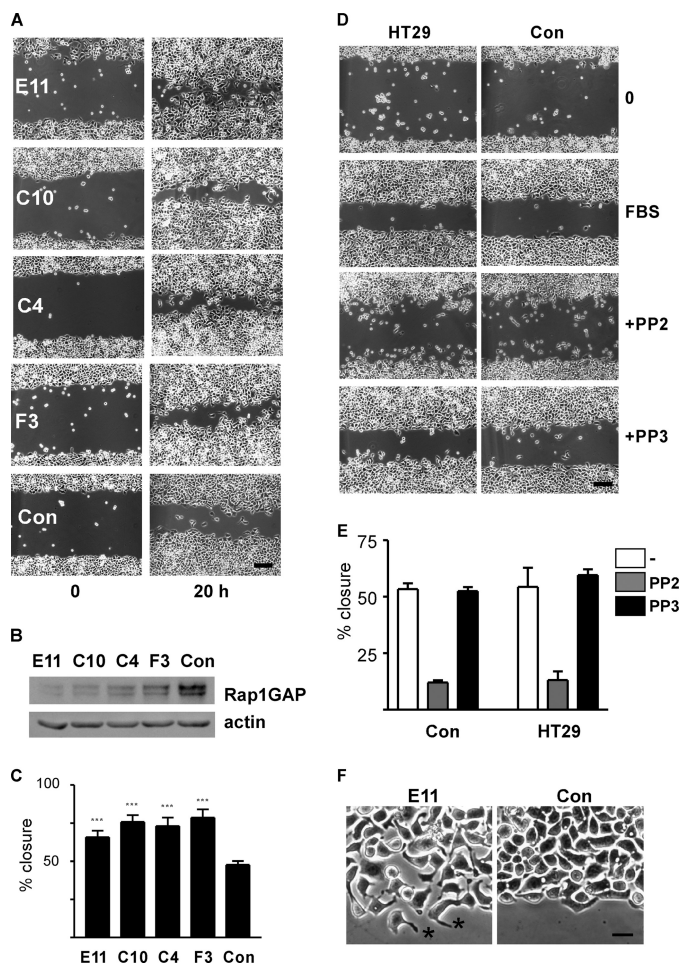 A
E11
C10
C4
F3
Con
0 20 h
B
E11 C10 C4 F3 Con
Rap1GAP
actin
C
100
50
% closure
***
***
***
***
E11 C10 C4 F3 Con
D
HT29 Con
0
FBS
+PP2
+PP3
E
75
50
25
% closure
-
PP2
PP3
Con HT29
F
E11 Con
* *